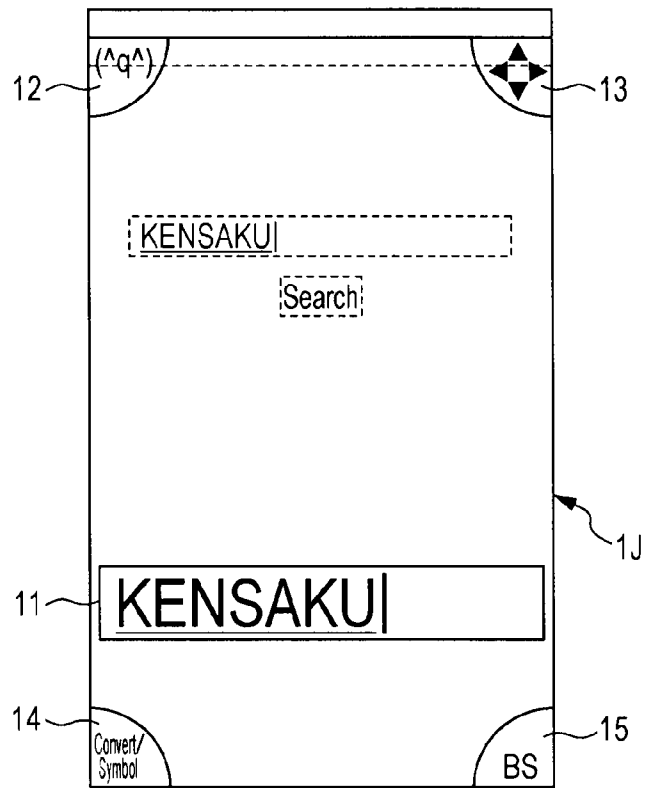 (^q^)
12
13
KENSAKU
Search
1J
11
KENSAKU
14
Convert/
Symbol
15
BS